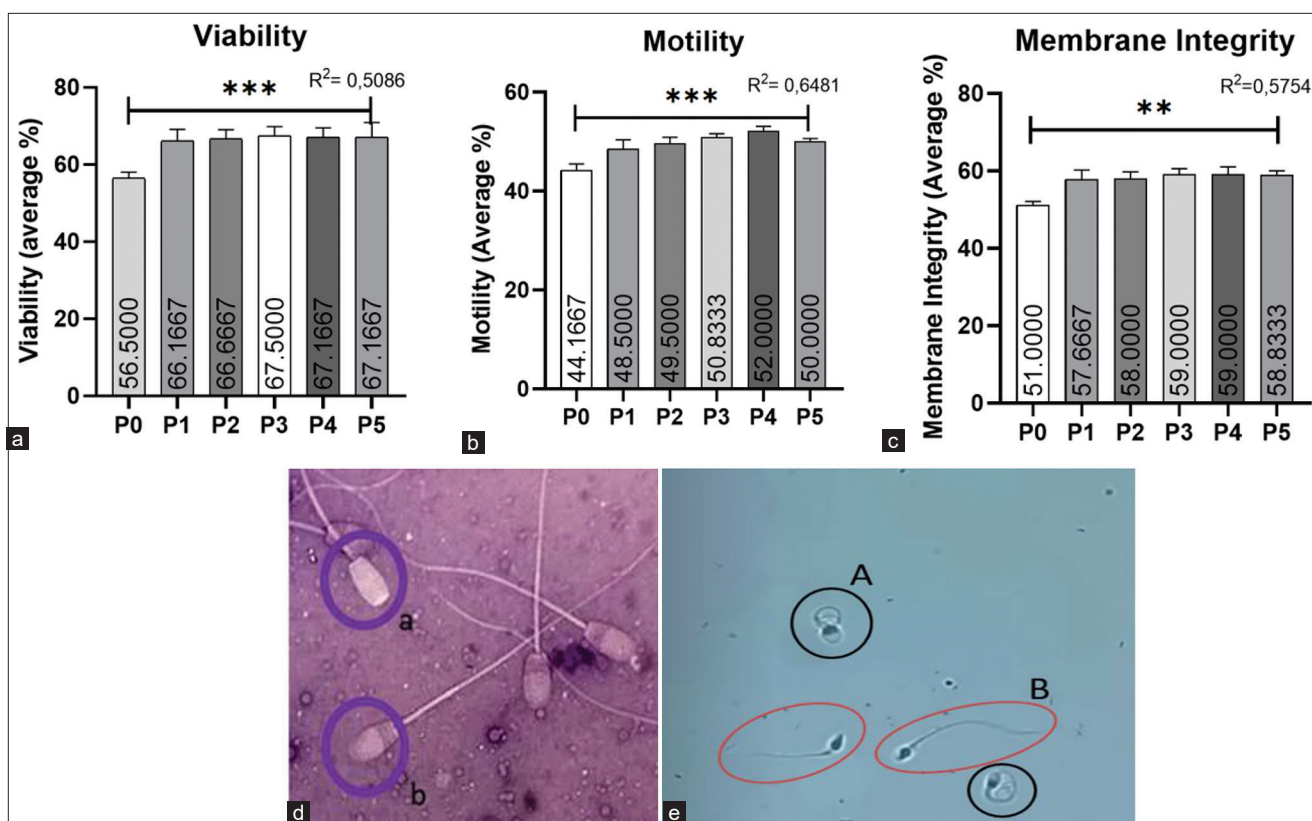 Viability
R²= 0,5086
***
Viability (average %)
80
60
40
20
0
56.5000
66.1667
66.6667
67.5000
67.1667
67.1667
P0 P1 P2 P3 P4 P5
a
Motility
R²= 0,6481
***
Motility (Average %)
60
40
20
0
44.1667
48.5000
49.5000
50.8333
52.0000
50.0000
P0 P1 P2 P3 P4 P5
b
Membrane Integrity
R²=0,5754
**
Membrane Integrity (Average %)
80
60
40
20
0
51.0000
57.6667
58.0000
59.0000
59.0000
58.8333
P0 P1 P2 P3 P4 P5
c
a
b
d
A
B
e